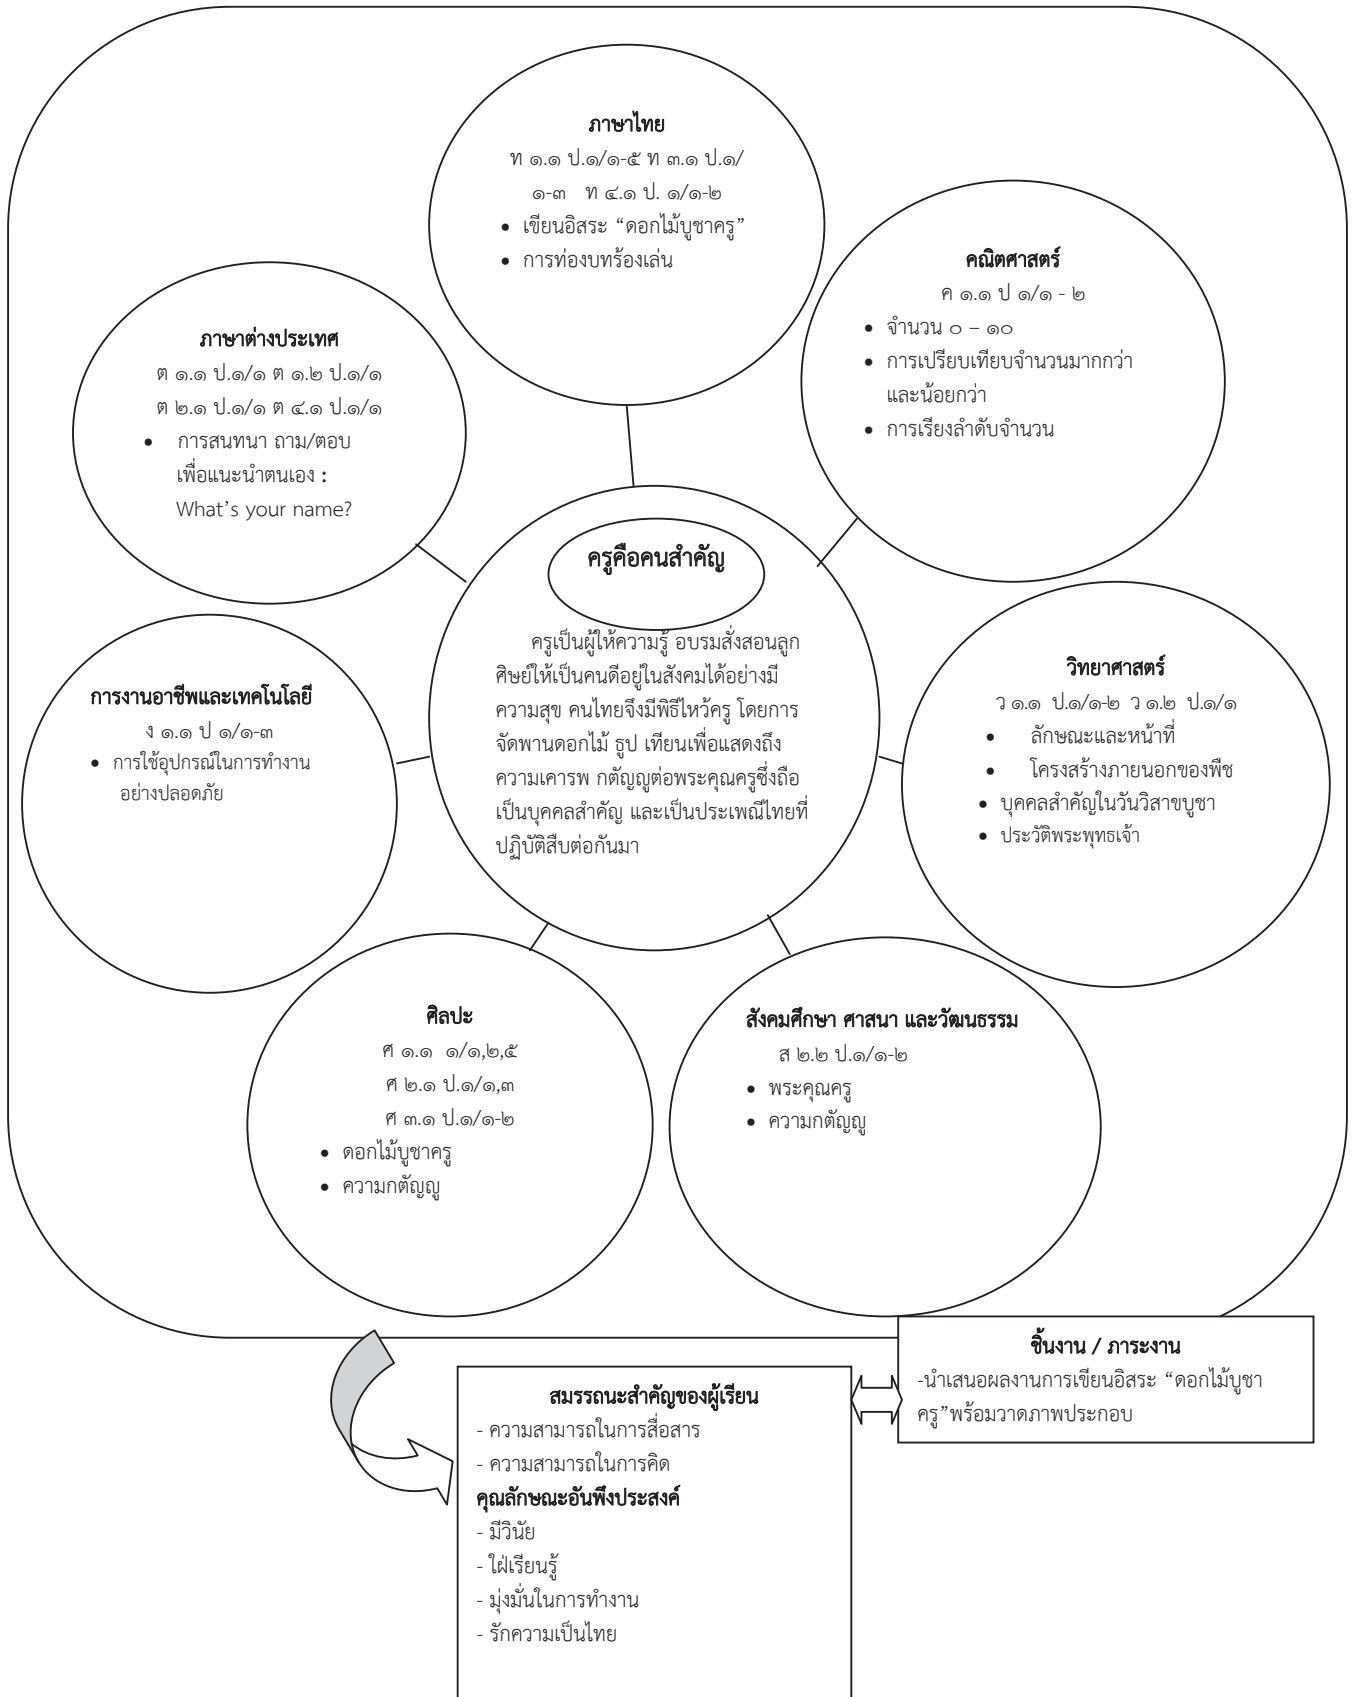 ภาษาไทย
ท ๑.๑ ป.๑/๑-๕ ท ๓.๑ ป.๑/
๑-๓ ท ๔.๑ ป. ๑/๑-๒
• เขียนอิสระ “ดอกไม้บูชาครู”
• การท่องบทร้องเล่น
คณิตศาสตร์
ค ๑.๑ ป ๑/๑ - ๒
• จำนวน ๐ – ๑๐
• การเปรียบเทียบจำนวนมากกว่า
และน้อยกว่า
• การเรียงลำดับจำนวน
ภาษาต่างประเทศ
ต ๑.๑ ป.๑/๑ ต ๑.๒ ป.๑/๑
ต ๒.๑ ป.๑/๑ ต ๔.๑ ป.๑/๑
• การสนทนา ถาม/ตอบ
เพื่อแนะนำตนเอง :
What’s your name?
ครูคือคนสำคัญ
ครูเป็นผู้ให้ความรู้ อบรมสั่งสอนลูก
ศิษย์ให้เป็นคนดีอยู่ในสังคมได้อย่างมี
ความสุข คนไทยจึงมีพิธีไหว้ครู โดยการ
จัดพานดอกไม้ ธูป เทียนเพื่อแสดงถึง
ความเคารพ กตัญญูต่อพระคุณครูซึ่งถือ
เป็นบุคคลสำคัญ และเป็นประเพณีไทยที่
ปฏิบัติสืบต่อกันมา
การงานอาชีพและเทคโนโลยี
ง ๑.๑ ป ๑/๑-๓
• การใช้อุปกรณ์ในการทำงาน
อย่างปลอดภัย
วิทยาศาสตร์
ว ๑.๑ ป.๑/๑-๒ ว ๑.๒ ป.๑/๑
• ลักษณะและหน้าที่
• โครงสร้างภายนอกของพืช
• บุคคลสำคัญในวันวิสาขบูชา
• ประวัติพระพุทธเจ้า
ศิลปะ
ศ ๑.๑ ๑/๑,๒,๕
ศ ๒.๑ ป.๑/๑,๓
ศ ๓.๑ ป.๑/๑-๒
• ดอกไม้บูชาครู
• ความกตัญญู
สังคมศึกษา ศาสนา และวัฒนธรรม
ส ๒.๒ ป.๑/๑-๒
• พระคุณครู
• ความกตัญญู
ชิ้นงาน / ภาระงาน
-นำเสนอผลงานการเขียนอิสระ “ดอกไม้บูชา
ครู”พร้อมวาดภาพประกอบ
สมรรถนะสำคัญของผู้เรียน
- ความสามารถในการสื่อสาร
- ความสามารถในการคิด
คุณลักษณะอันพึงประสงค์
- มีวินัย
- ใฝ่เรียนรู้
- มุ่งมั่นในการทำงาน
- รักความเป็นไทย